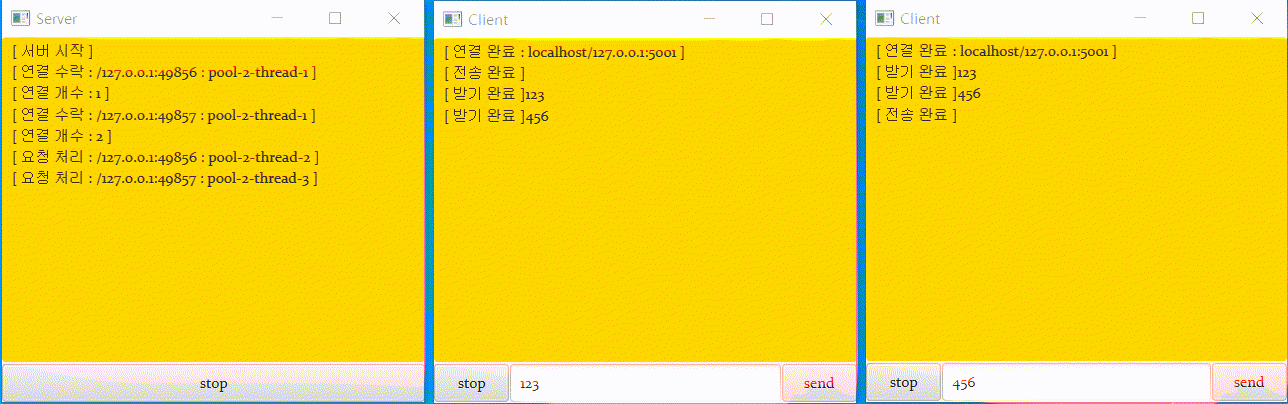 Server
[ 서버 시작 ]
[ 연결 수락 : /127.0.0.1:49856 : pool-2-thread-1 ]
[ 연결 개수 : 1 ]
[ 연결 수락 : /127.0.0.1:49857 : pool-2-thread-1 ]
[ 연결 개수 : 2 ]
[ 요청 처리 : /127.0.0.1:49856 : pool-2-thread-2 ]
[ 요청 처리 : /127.0.0.1:49857 : pool-2-thread-3 ]
stop
Client
[ 연결 완료 : localhost/127.0.0.1:5001 ]
[ 전송 완료 ]
[ 받기 완료 ]123
[ 받기 완료 ]456
stop
123
send
Client
[ 연결 완료 : localhost/127.0.0.1:5001 ]
[ 받기 완료 ]123
[ 받기 완료 ]456
[ 전송 완료 ]
stop
456
send